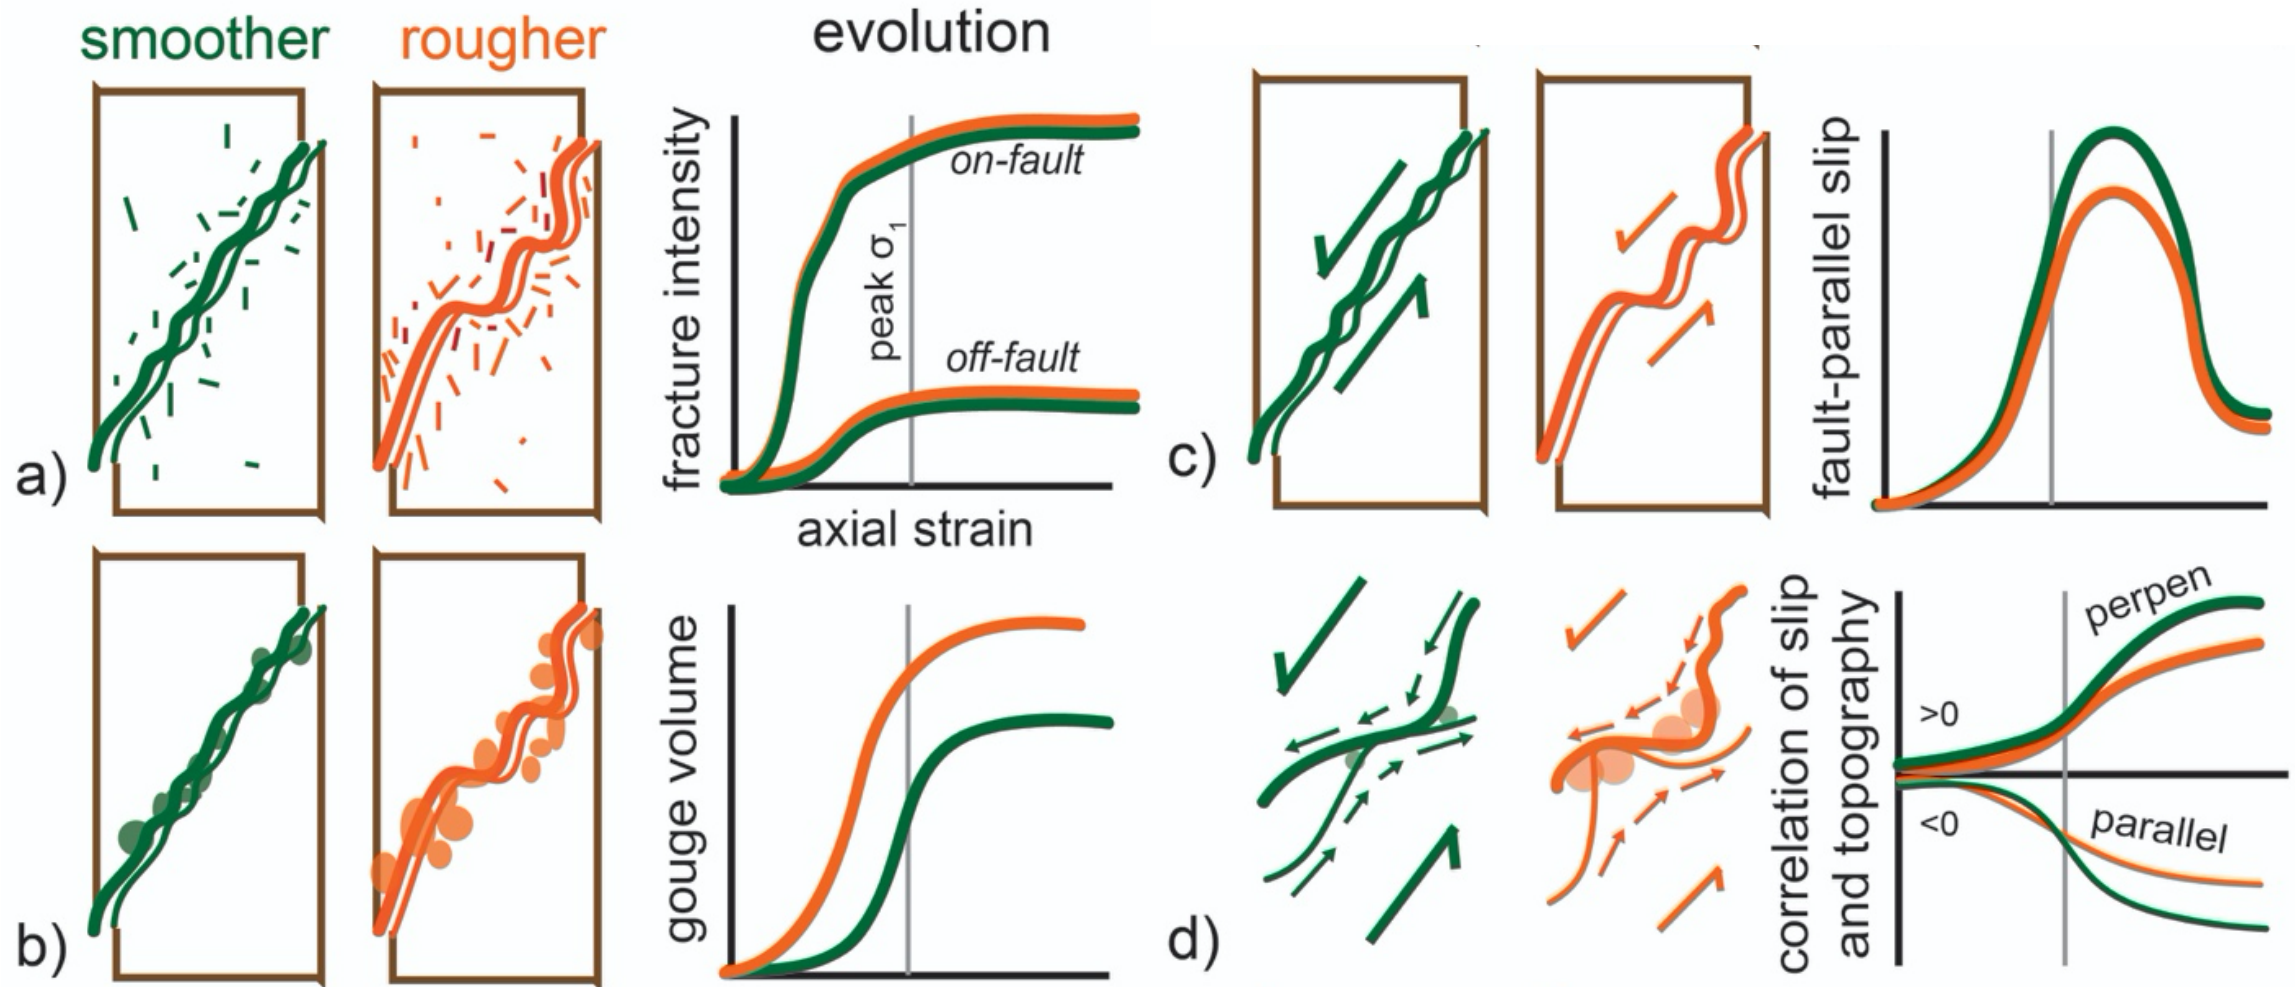 smoother
rougher
evolution
a)
fracture intensity
on-fault
off-fault
peak σ₁
axial strain
b)
gouge volume
c)
fault-parallel slip
d)
correlation of slip
and topography
perpen
>0
<0
parallel